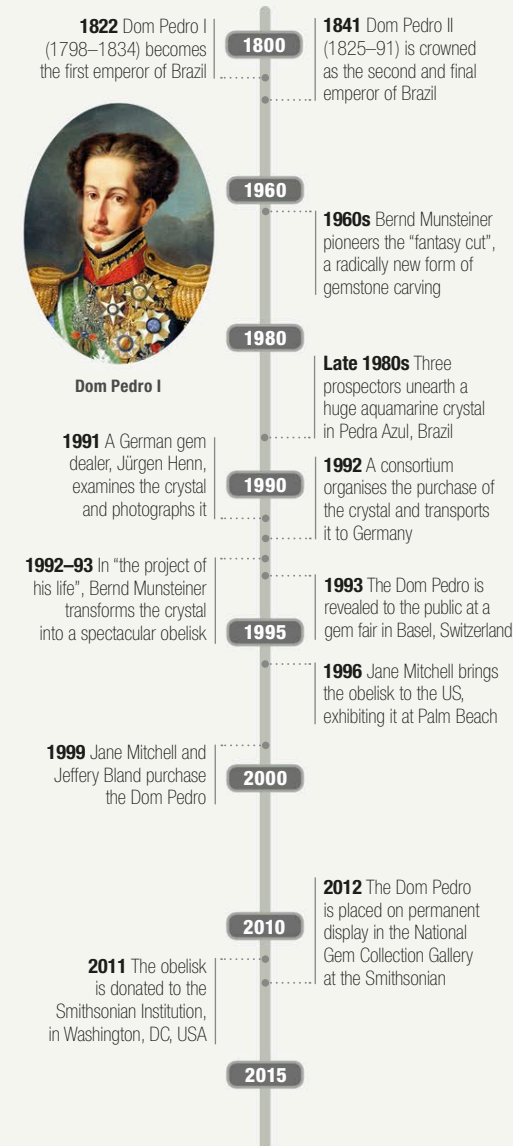 1822 Dom Pedro I
(1798–1834) becomes
the first emperor of Brazil
1800
1841 Dom Pedro II
(1825–91) is crowned
as the second and final
emperor of Brazil
Dom Pedro I
1960
1960s Bernd Munsteiner
pioneers the “fantasy cut”,
a radically new form of
gemstone carving
1980
Late 1980s Three
prospectors unearth a
huge aquamarine crystal
in Pedra Azul, Brazil
1991 A German gem
dealer, Jürgen Henn,
examines the crystal
and photographs it
1990
1992 A consortium
organises the purchase of
the crystal and transports
it to Germany
1992–93 In “the project of
his life”, Bernd Munsteiner
transforms the crystal
into a spectacular obelisk
1993 The Dom Pedro is
revealed to the public at a
gem fair in Basel, Switzerland
1995
1996 Jane Mitchell brings
the obelisk to the US,
exhibiting it at Palm Beach
1999 Jane Mitchell and
Jeffery Bland purchase
the Dom Pedro
2000
2012 The Dom Pedro
is placed on permanent
display in the National
Gem Collection Gallery
at the Smithsonian
2010
2011 The obelisk
is donated to the
Smithsonian Institution,
in Washington, DC, USA
2015